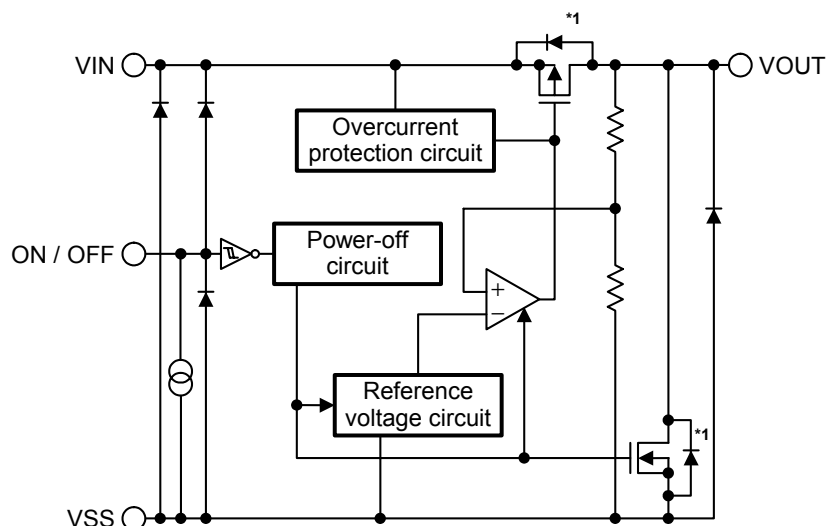 *1
VIN
VOUT
Overcurrent
protection circuit
ON / OFF
Power-off
circuit
+
−
Reference
voltage circuit
*1
VSS